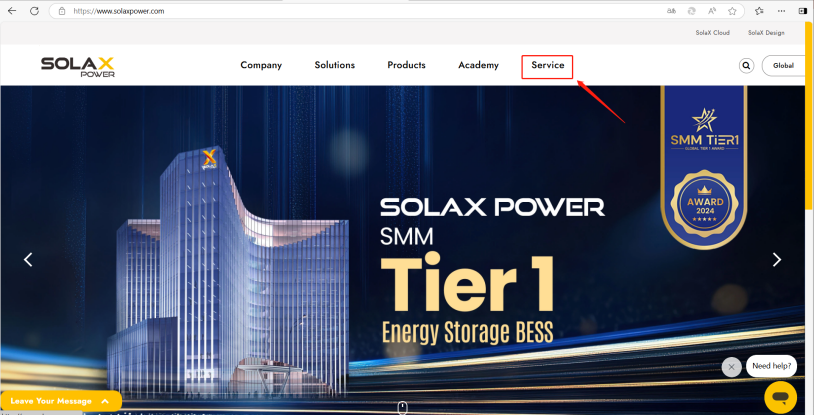 https://www.solaxpower.com
SolaX Cloud SolaX Design
SOLAX
POWER
Company Solutions Products Academy Service
Global
SMM TIER1
GLOBAL TIER 1 AWARD
AWARD
2024
SOLAX POWER
SMM
Tier 1
Energy Storage BESS
Need help?
Leave Your Message